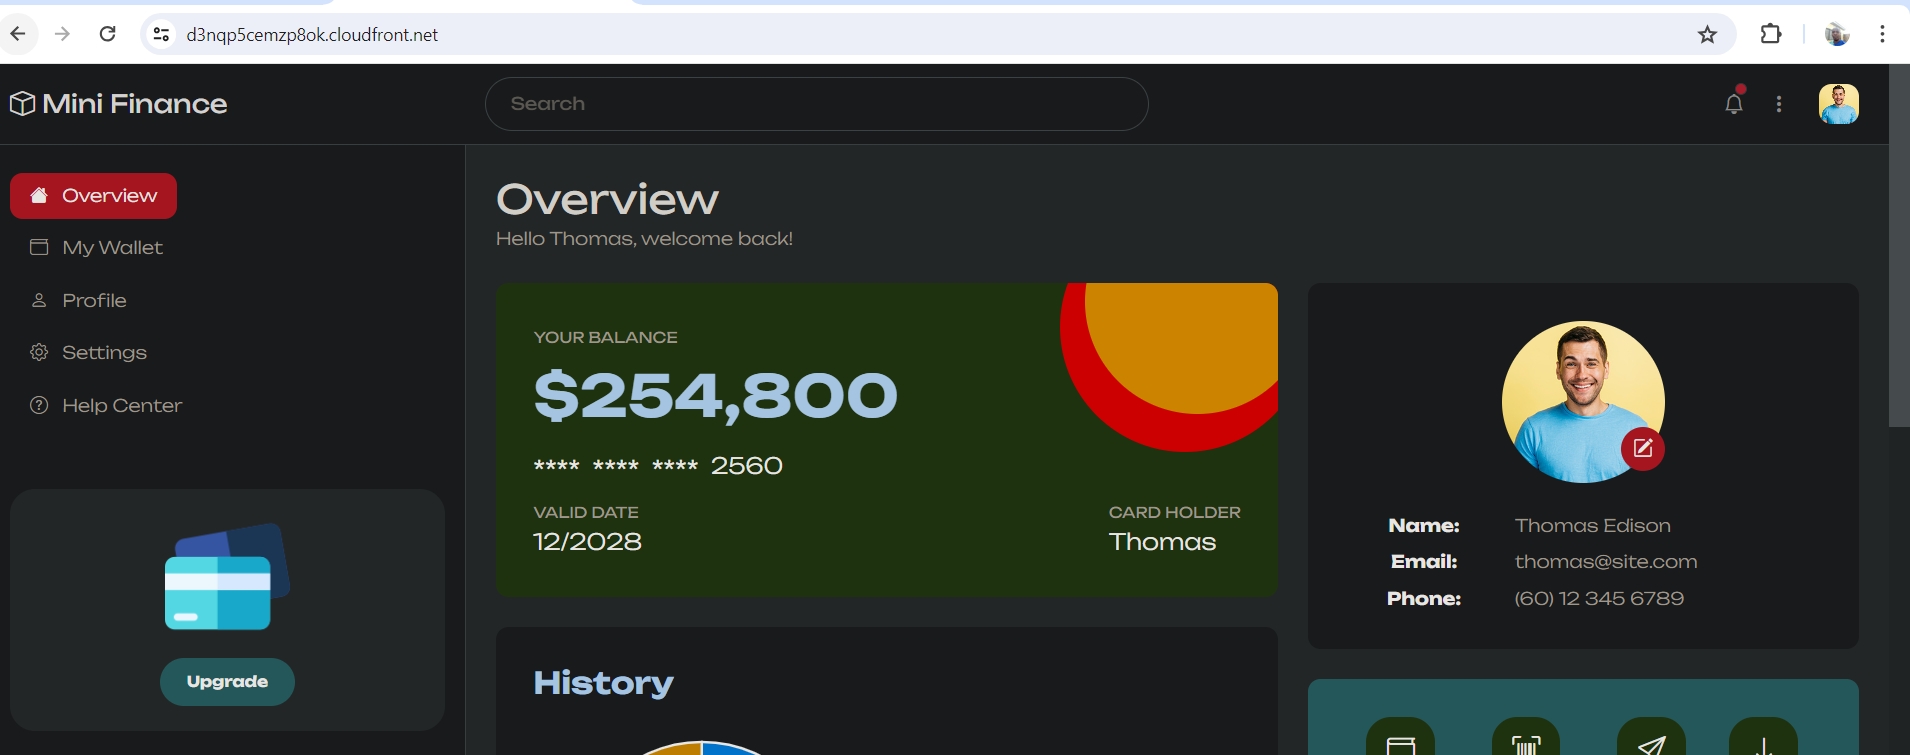 d3nqp5cemzp8ok.cloudfront.net
Mini Finance
Search
Overview
My Wallet
Profile
Settings
Help Center
Upgrade
Overview
Hello Thomas, welcome back!
YOUR BALANCE
$254,800
**** **** **** 2560
VALID DATE
12/2028
CARD HOLDER
Thomas
History
Name: Thomas Edison
Email: thomas@site.com
Phone: (60) 12 345 6789